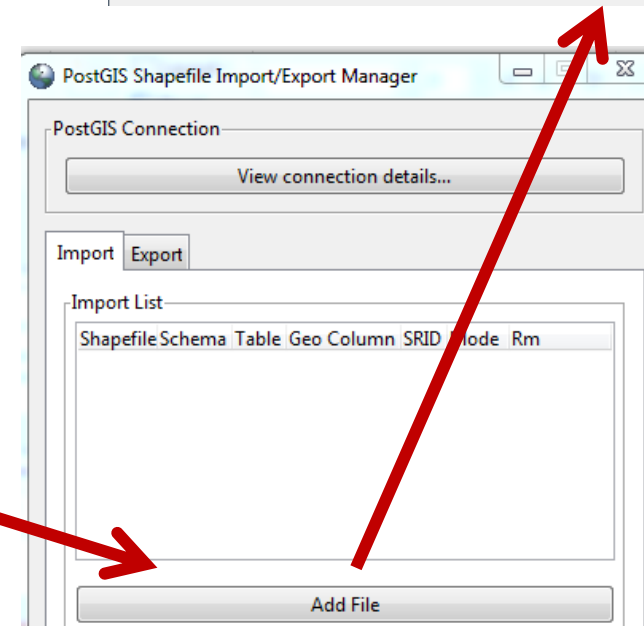 PostGIS Shapefile Import/Export Manager
PostGIS Connection
View connection details...
Import Export
Import List
Shapefile Schema Table Geo Column SRID Mode Rm
Add File